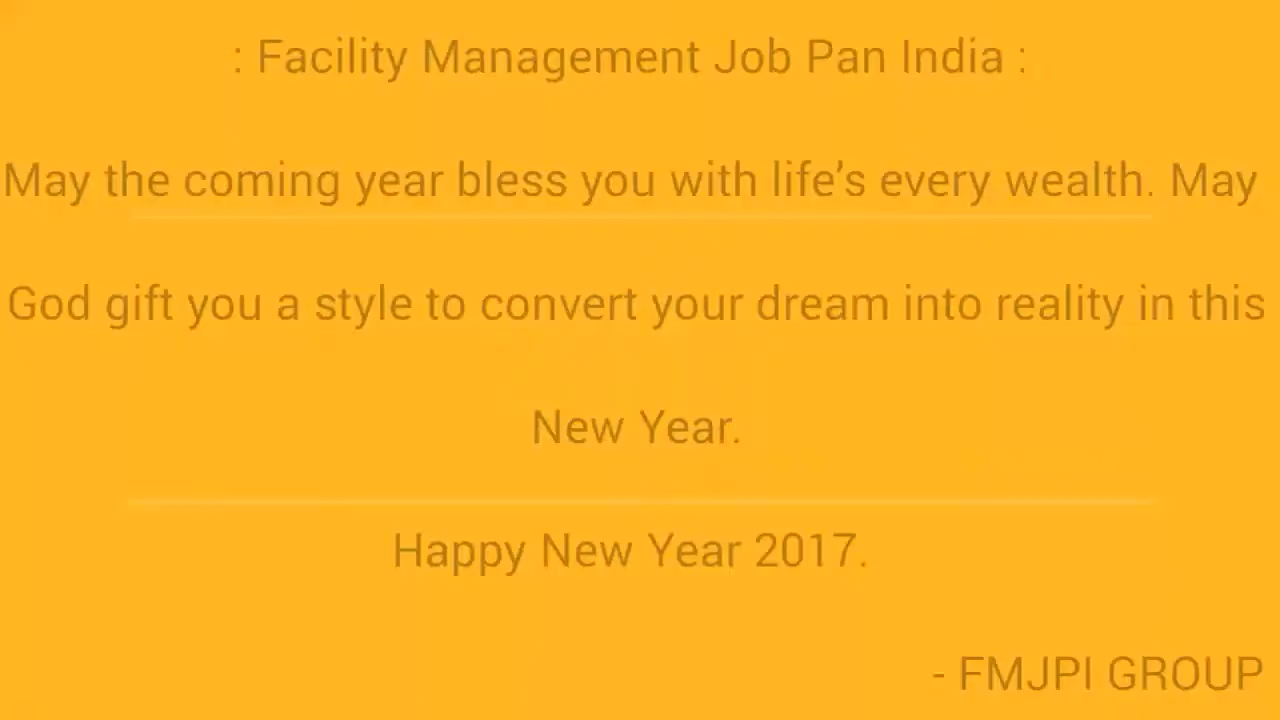 : Facility Management Job Pan India :
May the coming year bless you with life’s every wealth. May
God gift you a style to convert your dream into reality in this
New Year.
Happy New Year 2017.
- FMJPI GROUP